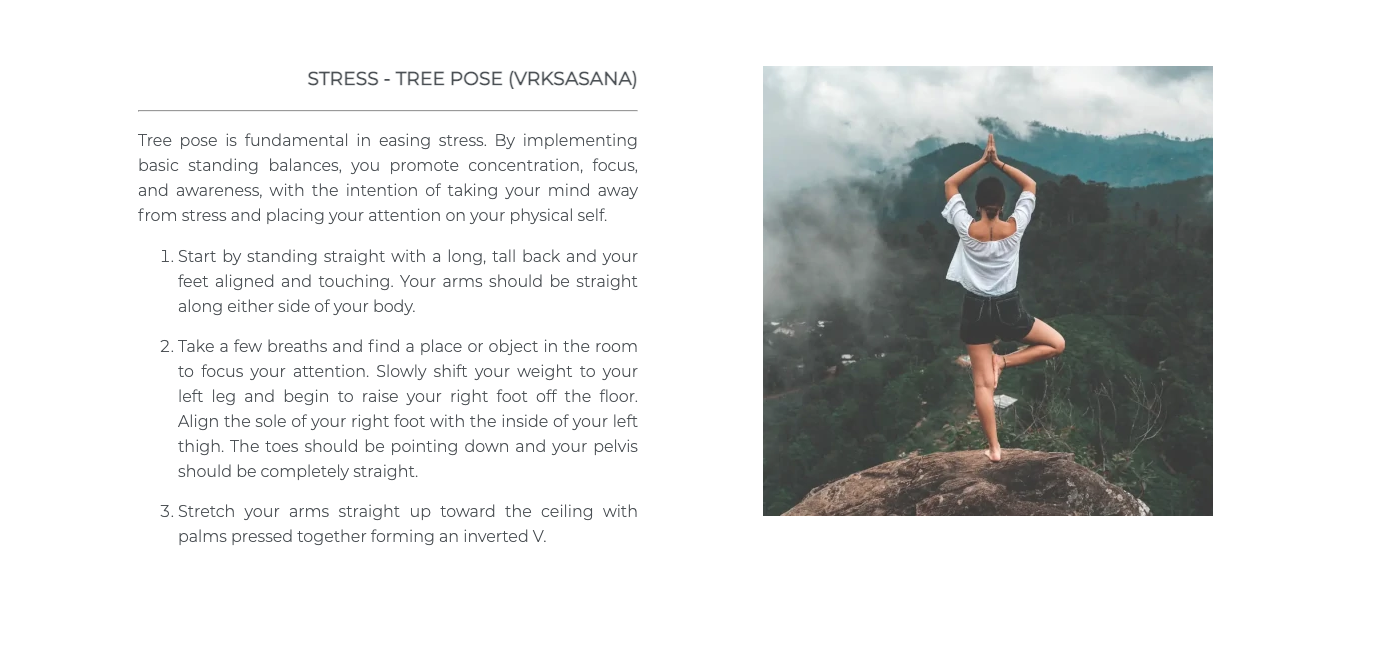 STRESS - TREE POSE (VRKSASANA)
Tree pose is fundamental in easing stress. By implementing
basic standing balances, you promote concentration, focus,
and awareness, with the intention of taking your mind away
from stress and placing your attention on your physical self.
1. Start by standing straight with a long, tall back and your
feet aligned and touching. Your arms should be straight
along either side of your body.
2. Take a few breaths and find a place or object in the room
to focus your attention. Slowly shift your weight to your
left leg and begin to raise your right foot off the floor.
Align the sole of your right foot with the inside of your left
thigh. The toes should be pointing down and your pelvis
should be completely straight.
3. Stretch your arms straight up toward the ceiling with
palms pressed together forming an inverted V.